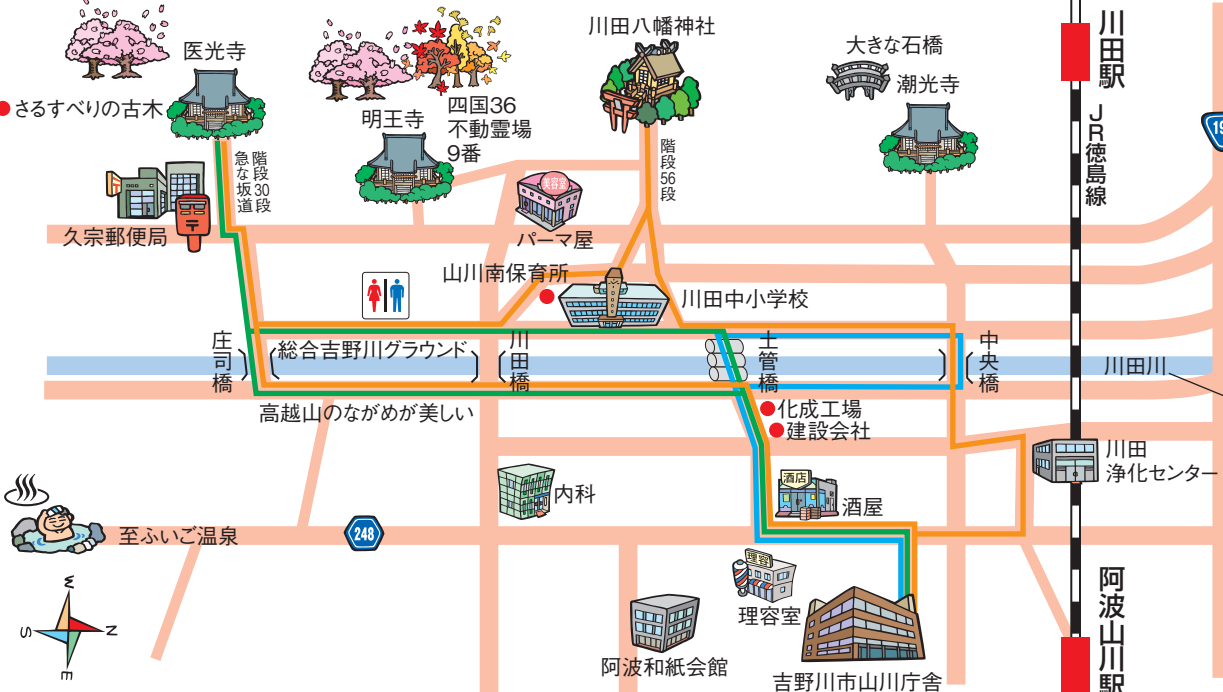 川田駅
JR徳島線
19
医光寺
さるすべりの古木
階段30段
急な坂道
久宗郵便局
明王寺
四国36
不動霊場
9番
川田八幡神社
階段56段
大きな石橋
潮光寺
美容室
パーマ屋
山川南保育所
川田中小学校
庄司橋
総合吉野川グラウンド
川田橋
土管橋
中央橋
川田川
高越山のながめが美しい
化成工場
建設会社
川田
浄化センター
内科
酒店
酒屋
至ふいご温泉
248
理容
理容室
阿波和紙会館
吉野川市山川庁舎
阿波山川駅
W
N
S
E